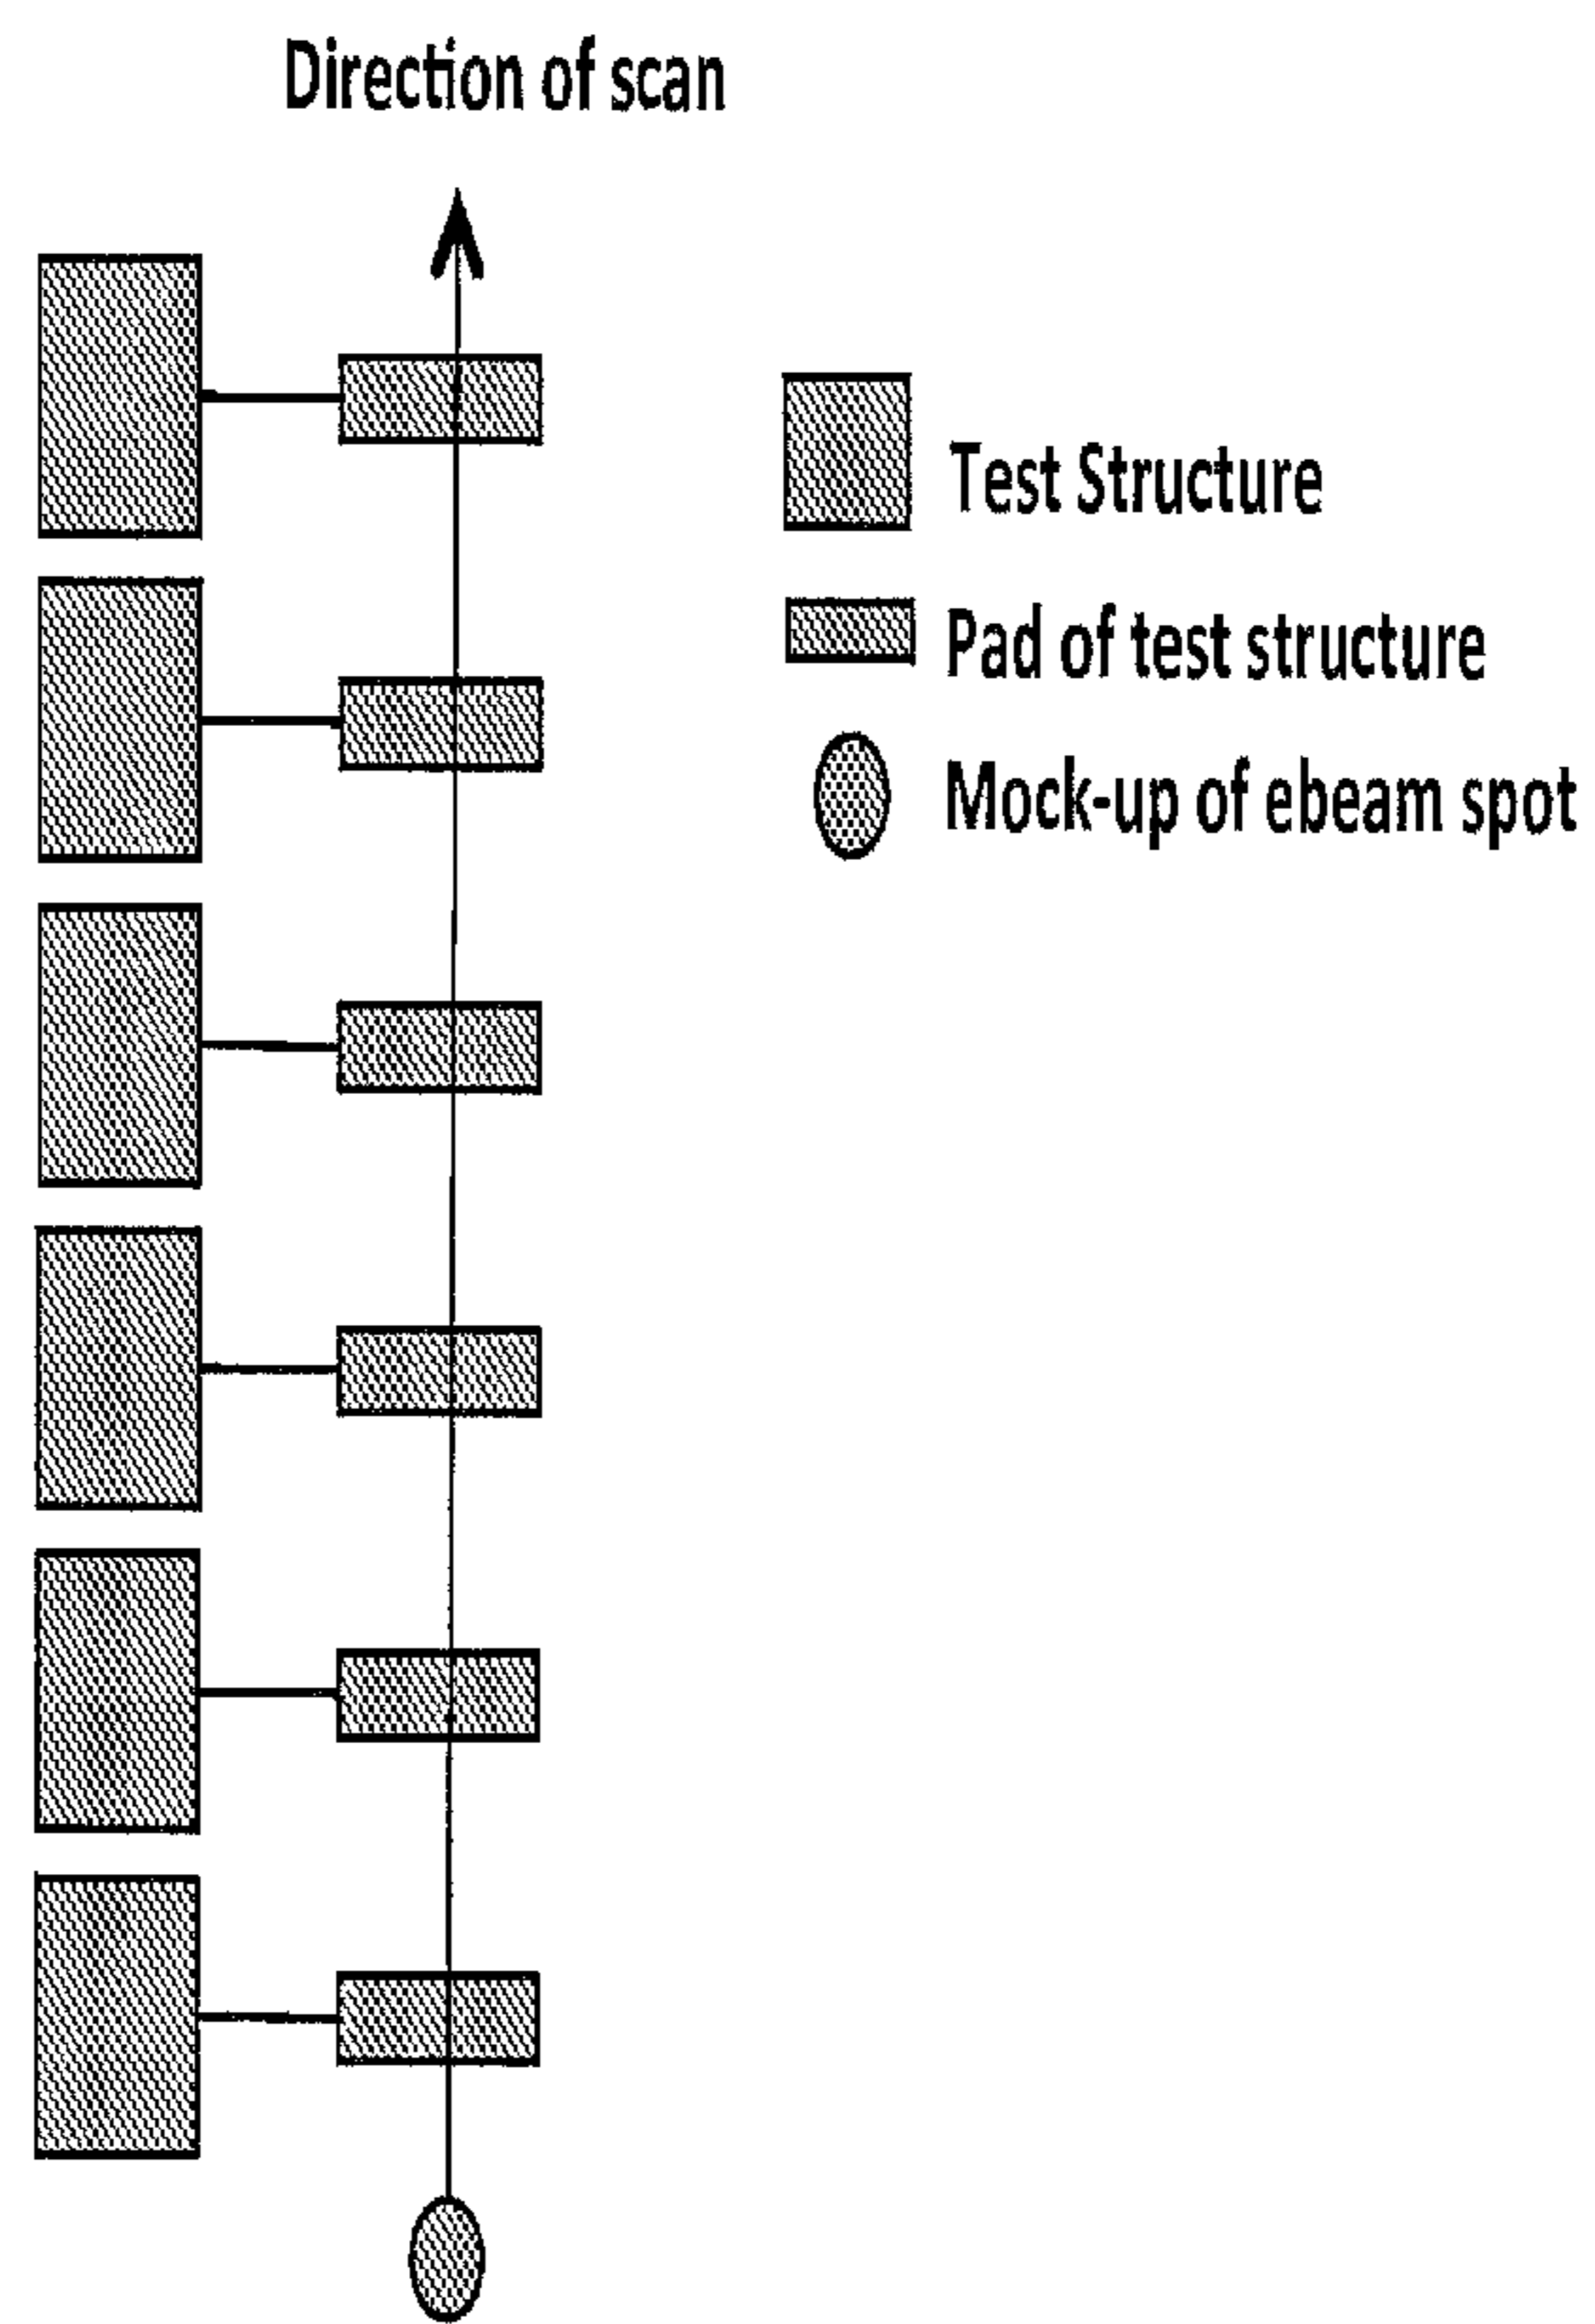 Direction of scan
Test Structure
Pad of test structure
Mock-up of ebeam spot